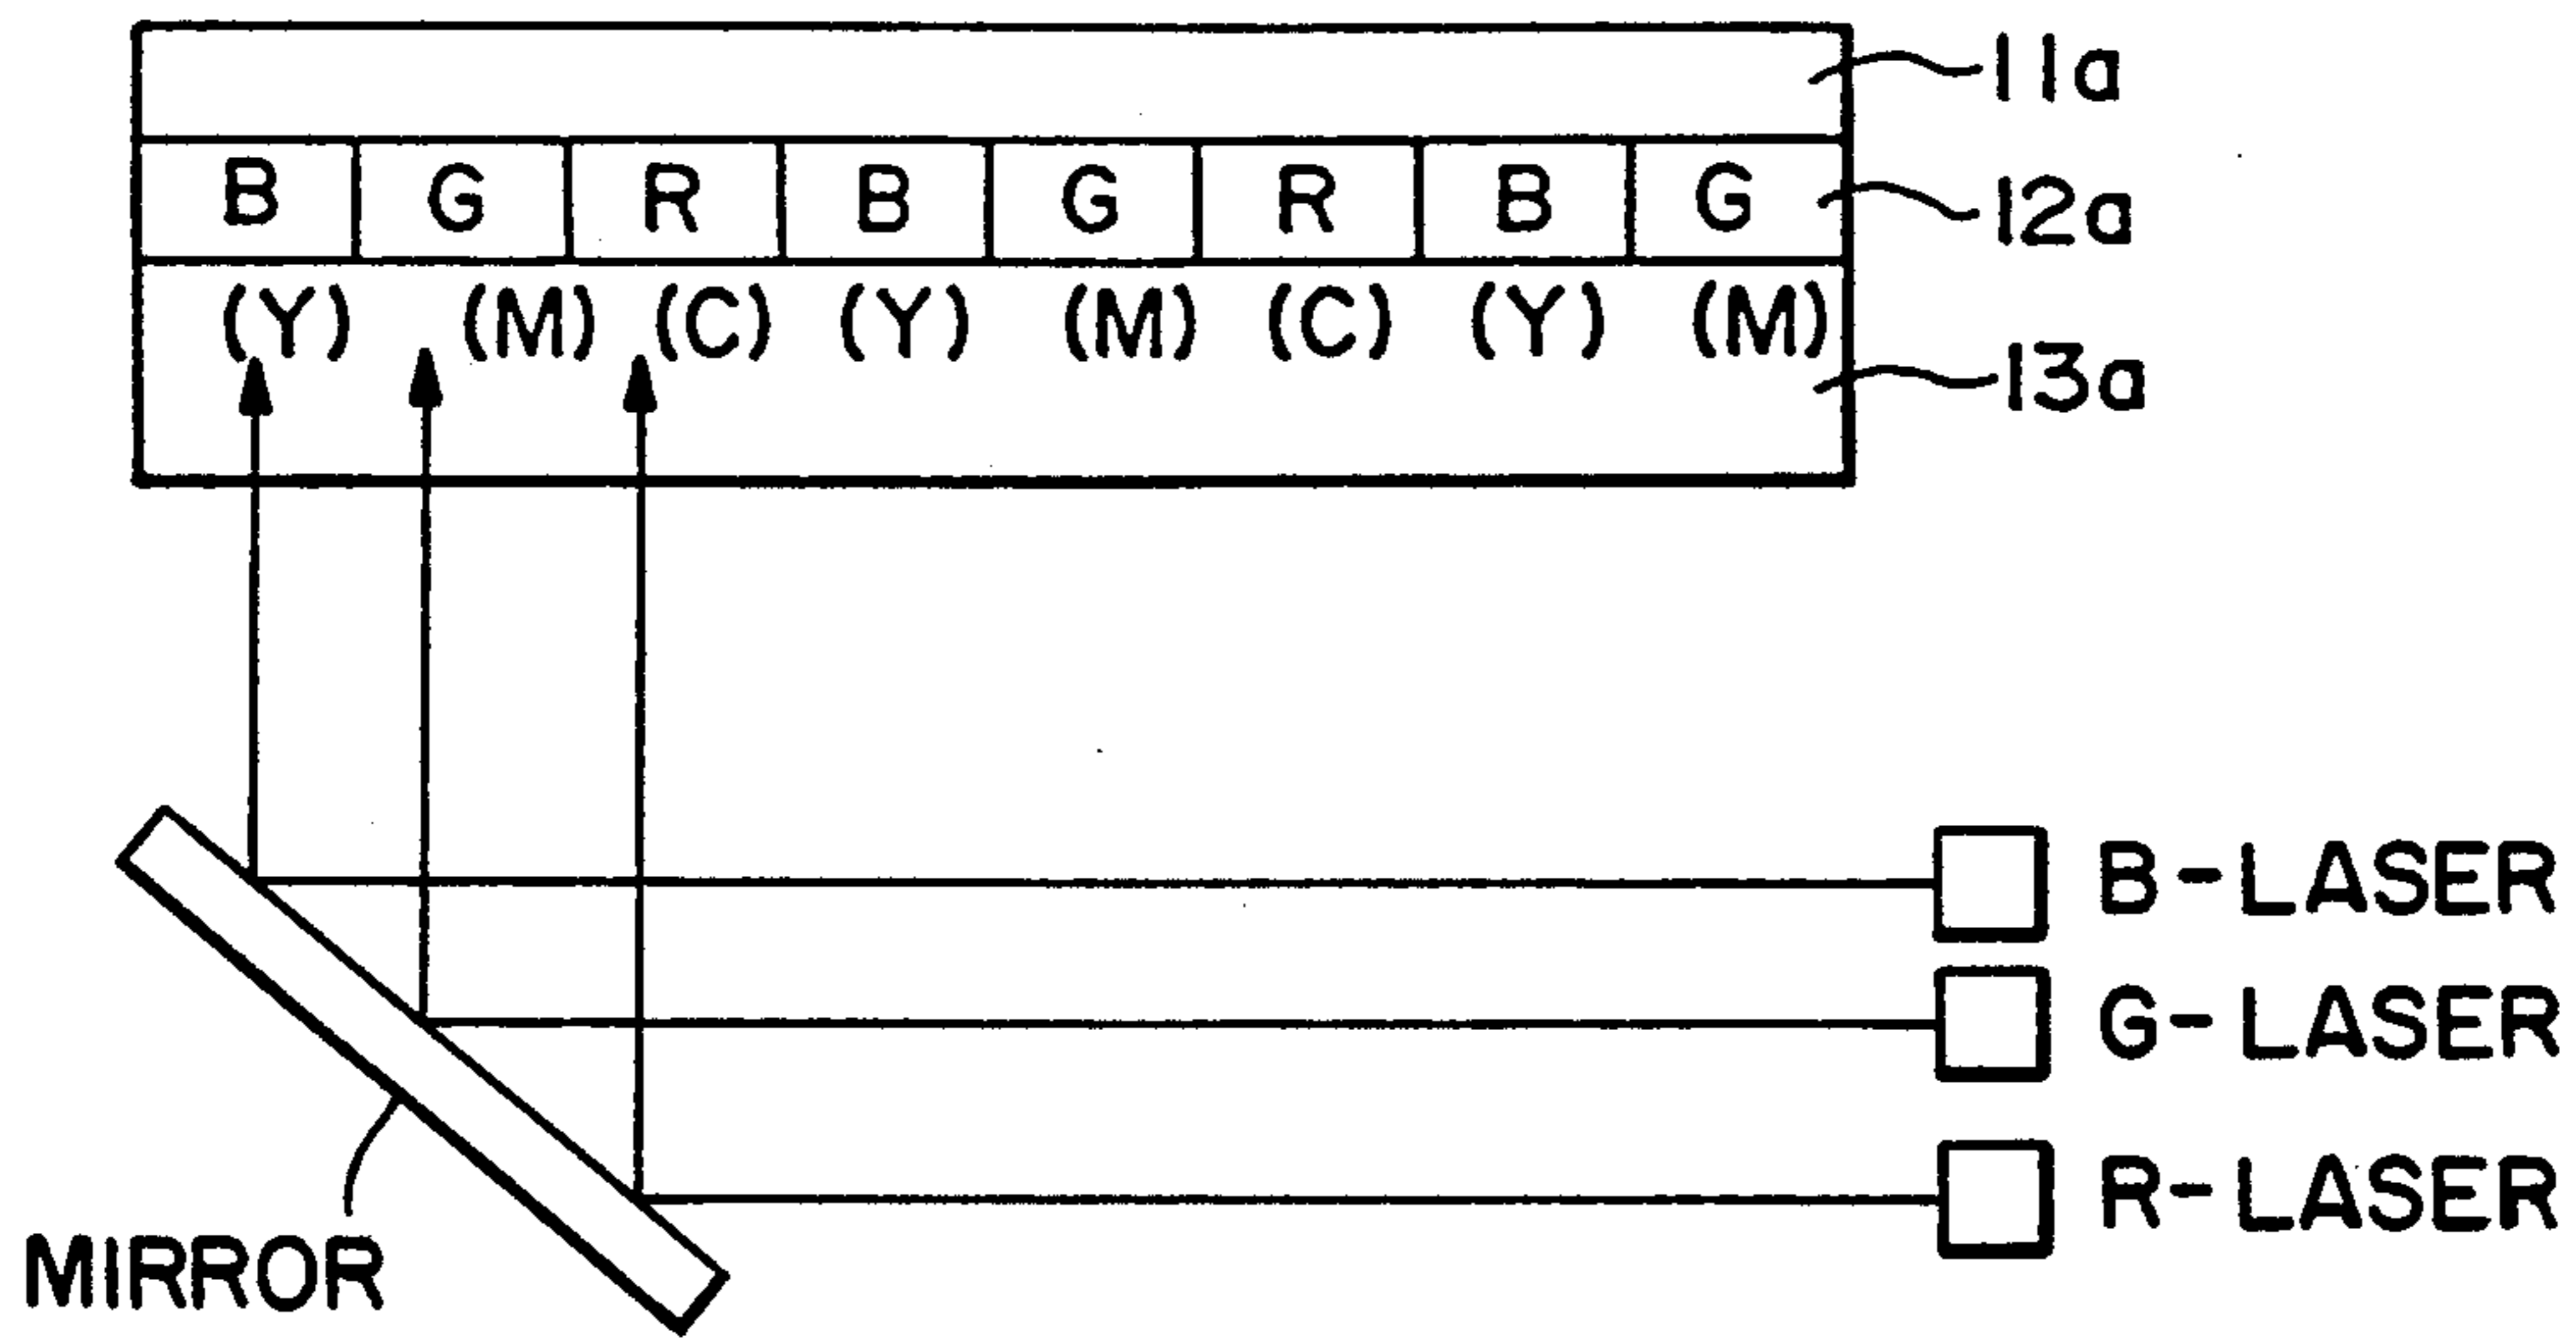 11a
B G R B G R B G
12a
(Y) (M) (C) (Y) (M) (C) (Y) (M)
13a
B-LASER
G-LASER
R-LASER
MIRROR